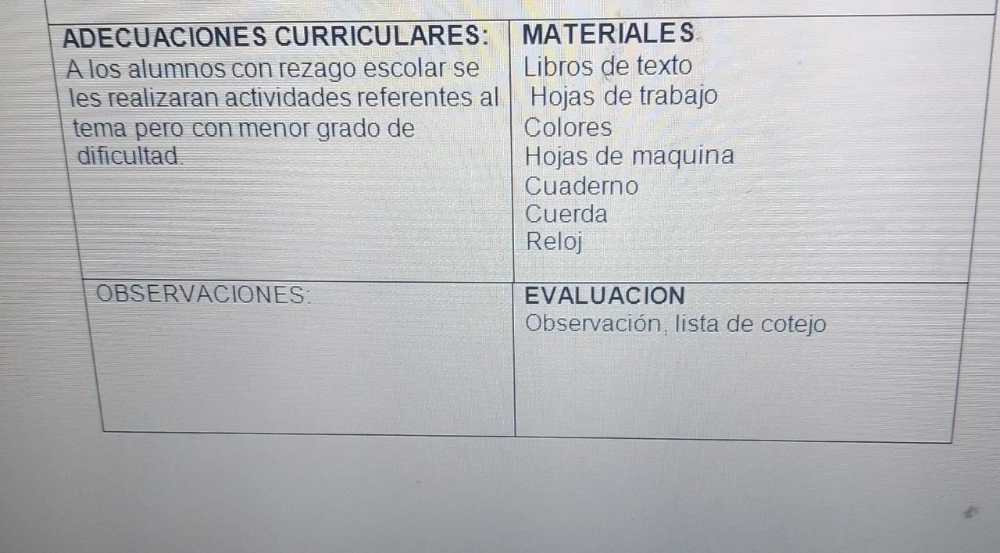 ADECUACIONES CURRICULARES:
A los alumnos con rezago escolar se
les realizaran actividades referentes al
tema pero con menor grado de
dificultad.
MATERIALES
Libros de texto
Hojas de trabajo
Colores
Hojas de maquina
Cuaderno
Cuerda
Reloj
OBSERVACIONES:
EVALUACION
Observación, lista de cotejo